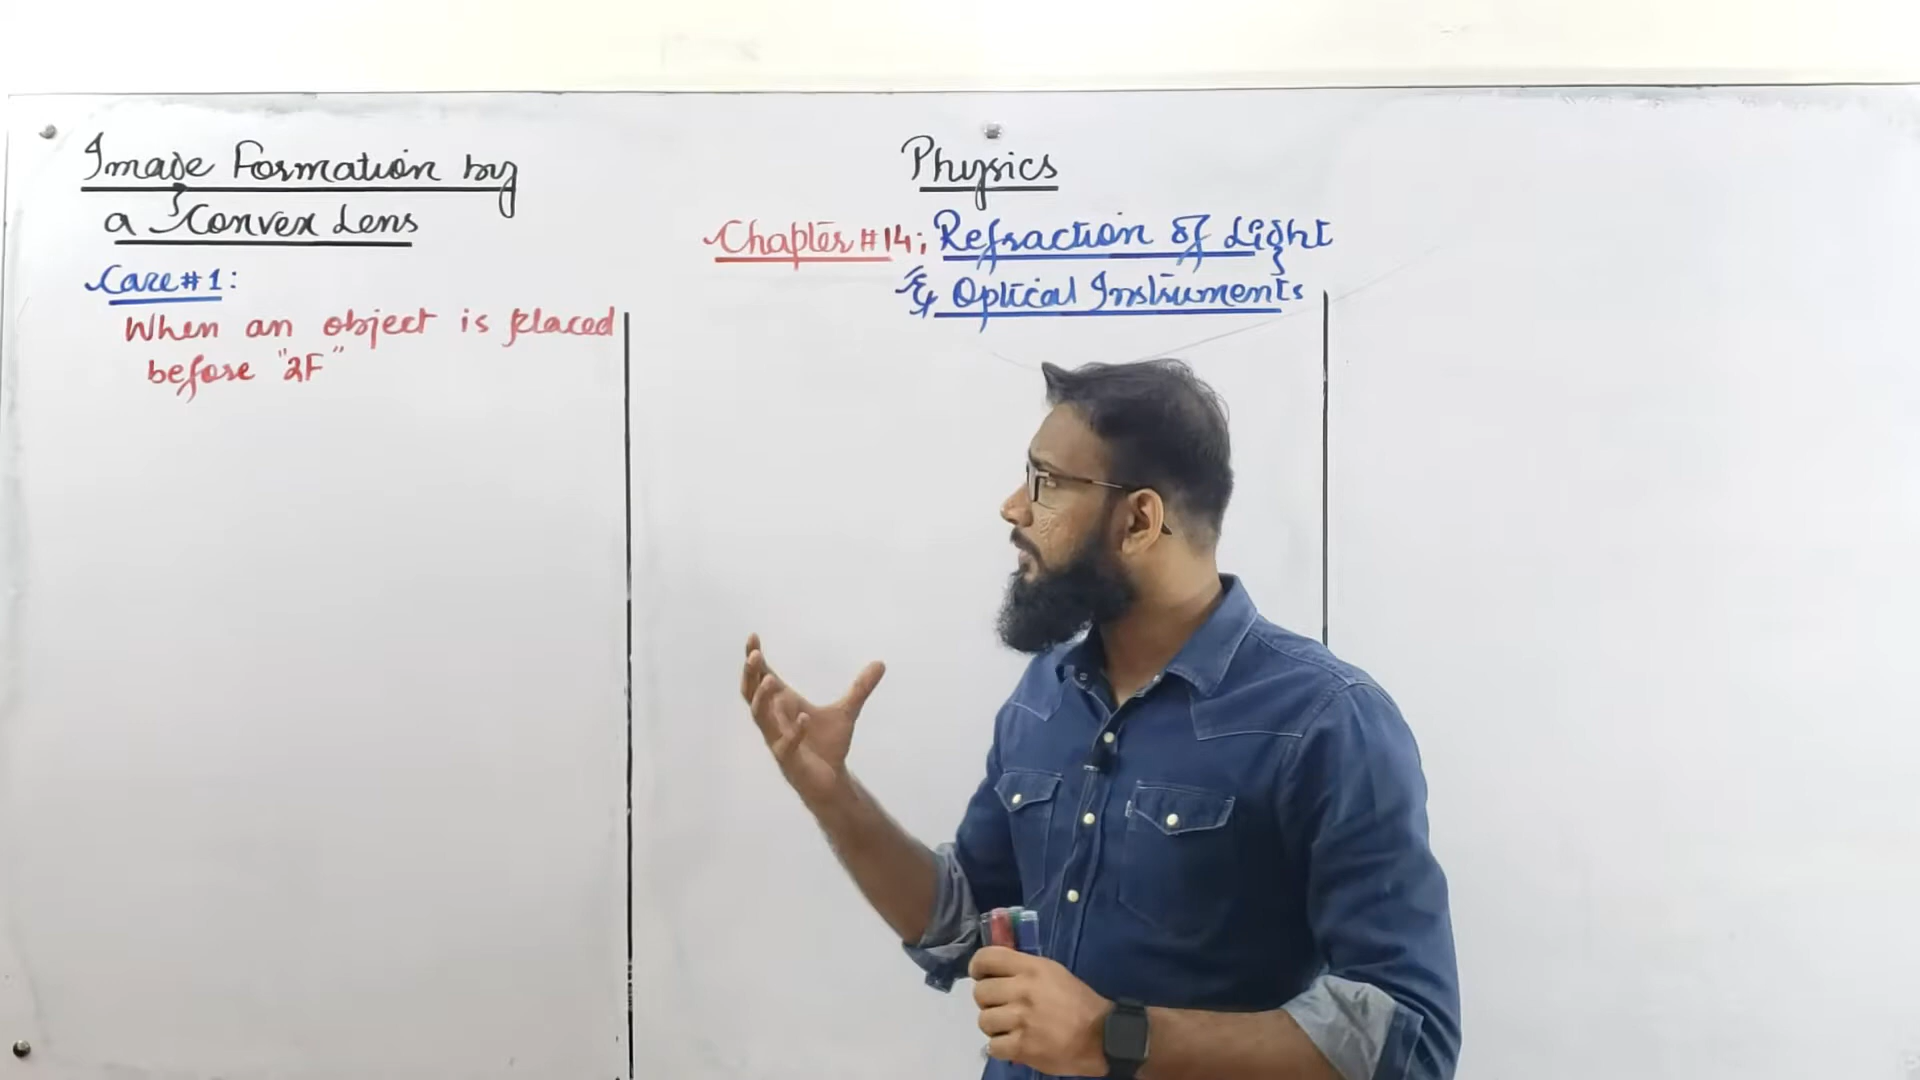 Image Formation by
a Convex Lens
Case #1:
When an object is placed
before "2F"
Physics
Chapter #14; Refraction of Light
& Optical Instruments